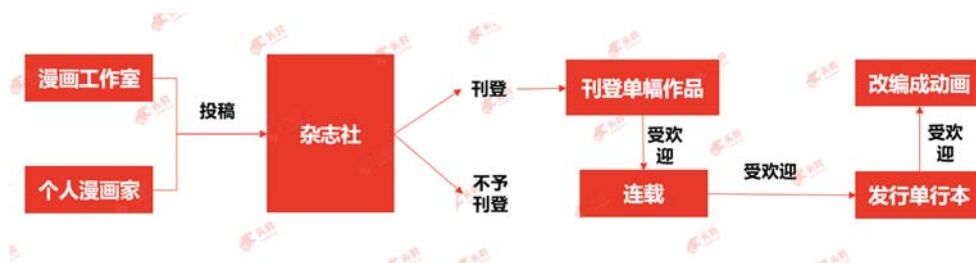 漫画工作室
个人漫画家
投稿
杂志社
刊登
不予
刊登
刊登单幅作品
受欢
迎
连载
受欢迎
改编成动画
受欢
迎
发行单行本
头豹